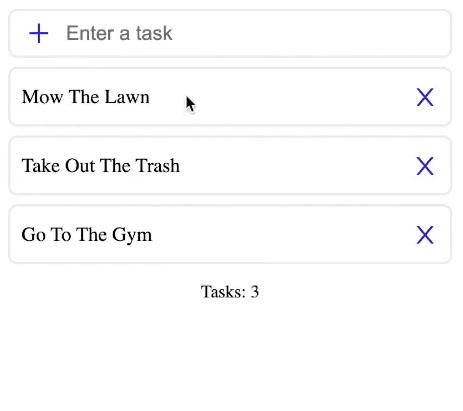 Enter a task
Mow The Lawn
Take Out The Trash
Go To The Gym
Tasks: 3